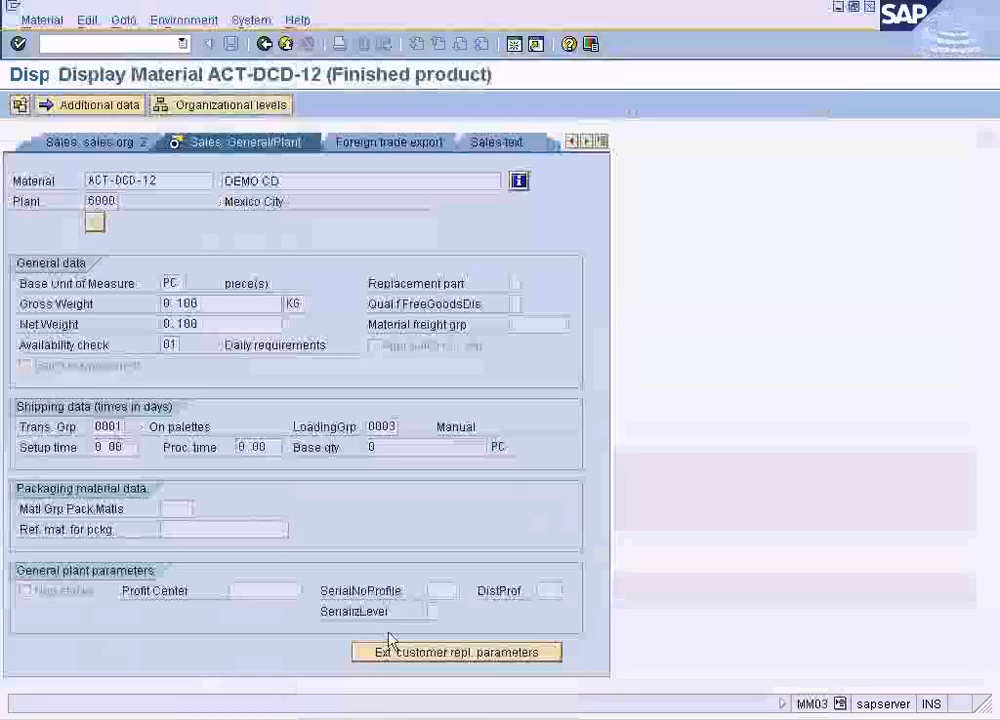 Material Edit Goto Environment System Help
SAP
Disp Display Material ACT-DCD-12 (Finished product)
Additional data Organizational levels
Sales: sales org. 2 Sales: General/Plant Foreign trade export Sales text
Material ACT-DCD-12 DEMO CD
Plant 6000 Mexico City
General data
Base Unit of Measure PC piece(s) Replacement part
Gross Weight 0.100 KG Qual.f.FreeGoodsDis.
Net Weight 0.100 Material freight grp
Availability check 01 Daily requirements
Shipping data (times in days)
Trans. Grp 0001 On palettes LoadingGrp 0003 Manual
Setup time 0.00 Proc. time 0.00 Base qty 0 PC
Packaging material data
Matl Grp Pack.Matls
Ref. mat. for pckg
General plant parameters
Profit Center SerialNoProfile DistProf
SerializLevel
Ext. customer repl. parameters
MM03 sapserver INS